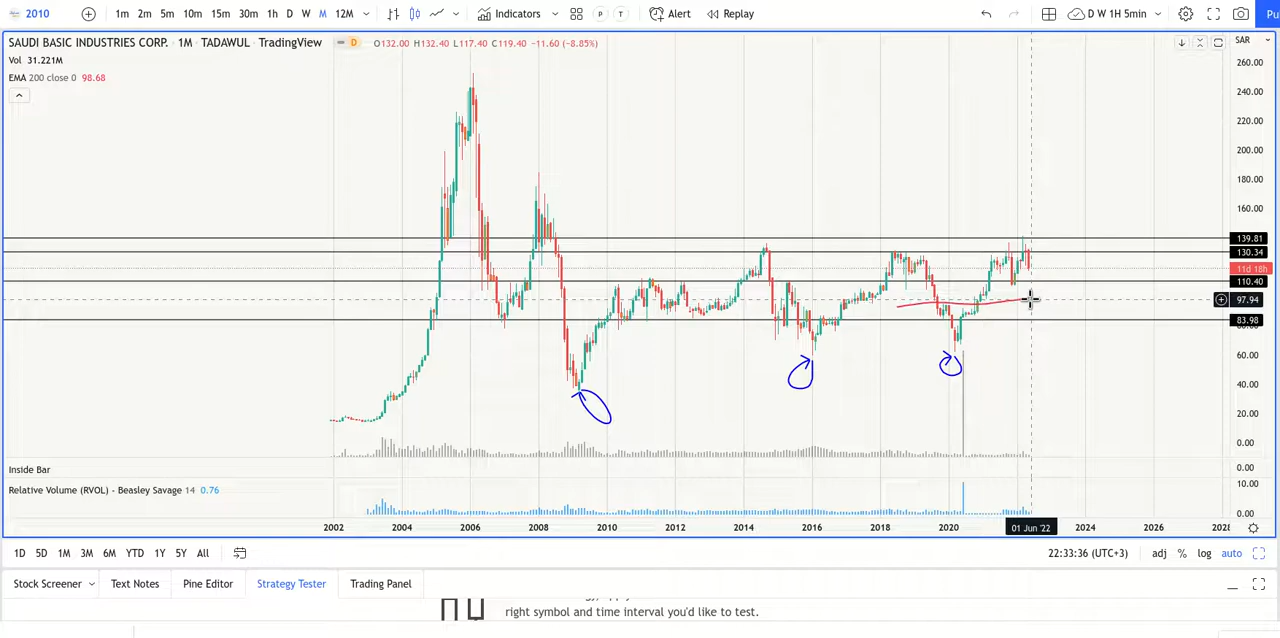 2010 1m 2m 5m 10m 15m 30m 1h D W M 12M Indicators P T Alert Replay D W 1H 5min Pu
SAUDI BASIC INDUSTRIES CORP. · 1M · TADAWUL · TradingView D O132.00 H132.40 L117.40 C119.40 -11.60 (-8.85%) SAR
Vol 31.221M
EMA 200 close 0 98.68
260.00
240.00
220.00
200.00
180.00
160.00
139.81
130.34
11d 18h
110.40
97.94
83.98
80.00
60.00
40.00
20.00
0.00
Inside Bar 0.00
Relative Volume (RVOL) - Beasley Savage 14 0.76 10.00
0.00
2002 2004 2006 2008 2010 2012 2014 2016 2018 2020 01 Jun '22 2024 2026 2028
1D 5D 1M 3M 6M YTD 1Y 5Y All 22:33:36 (UTC+3) adj % log auto
Stock Screener Text Notes Pine Editor Strategy Tester Trading Panel
right symbol and time interval you'd like to test.